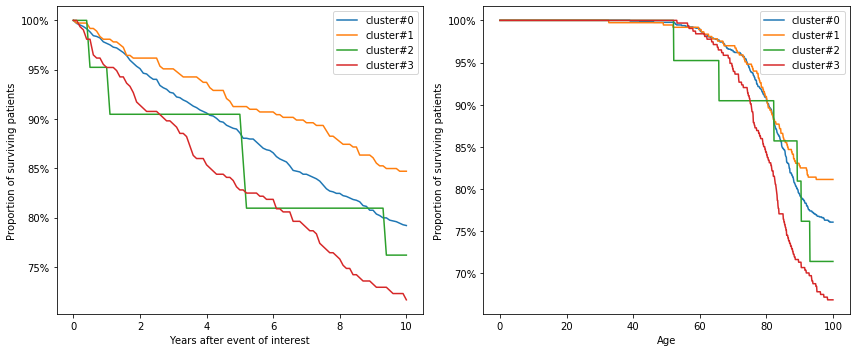 100%
95%
90%
85%
80%
75%
0
2
4
6
8
10
Years after event of interest
Proportion of surviving patients
cluster#0
cluster#1
cluster#2
cluster#3
100%
95%
90%
85%
80%
75%
70%
0
20
40
60
80
100
Age
Proportion of surviving patients
cluster#0
cluster#1
cluster#2
cluster#3